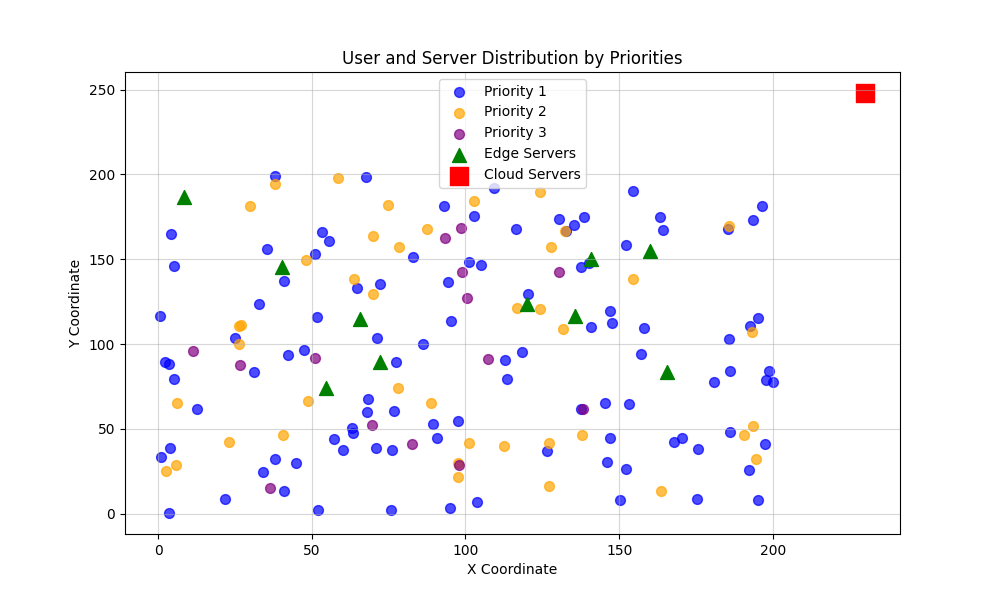 User and Server Distribution by Priorities
Priority 1
Priority 2
Priority 3
Edge Servers
Cloud Servers
250
200
150
100
50
0
Y Coordinate
0 50 100 150 200
X Coordinate